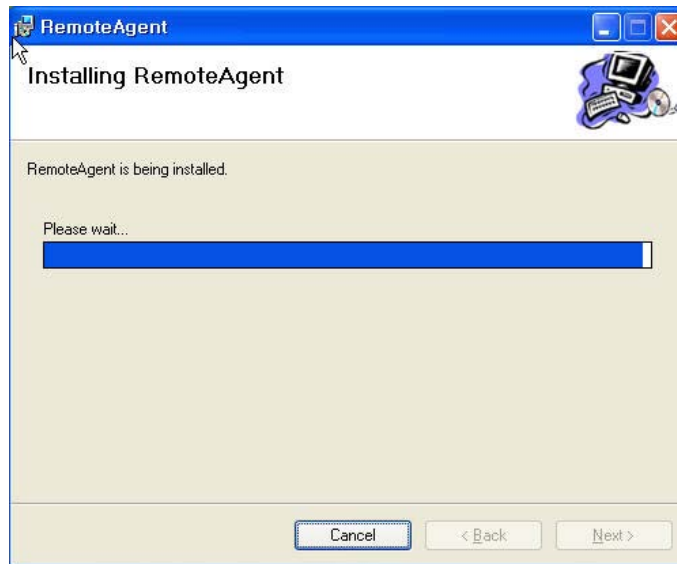 RemoteAgent
Installing RemoteAgent
RemoteAgent is being installed.
Please wait...
Cancel
< Back
Next >